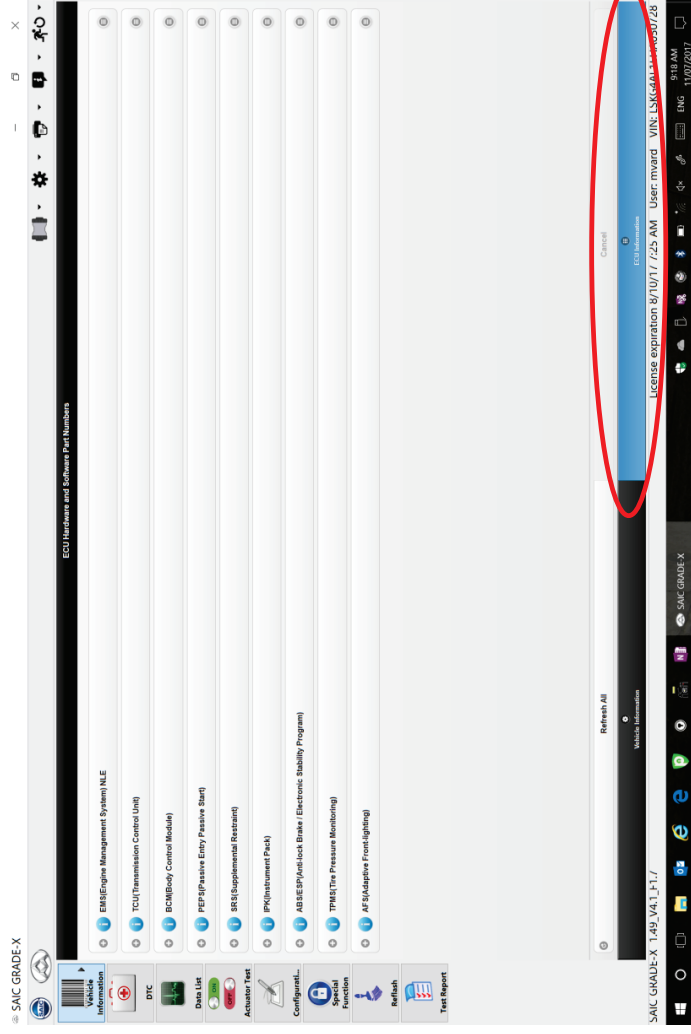 SAIC GRADE-X
ECU Hardware and Software Part Numbers
Vehicle
Information
DTC
Data List
ON
OFF
Actuator Test
Configurati...
Special
Function
Reflash
Test Report
EMS(Engine Management System) NLE
TCU(Transmission Control Unit)
BCM(Body Control Module)
PEPS(Passive Entry Passive Start)
SRS(Supplemental Restraint)
IPK(Instrument Pack)
ABS/ESP(Anti-lock Brake / Electronic Stability Program)
TPMS(Tire Pressure Monitoring)
AFS(Adaptive Front-lighting)
Refresh All
Cancel
Vehicle Information
ECU Information
SAIC GRADE-X 1.49_V4.1_F1.7
License expiration 8/10/17 7:25 AM User: mvard VIN:
SAIC GRADE-X
ENG
9:18 AM
11/07/2017